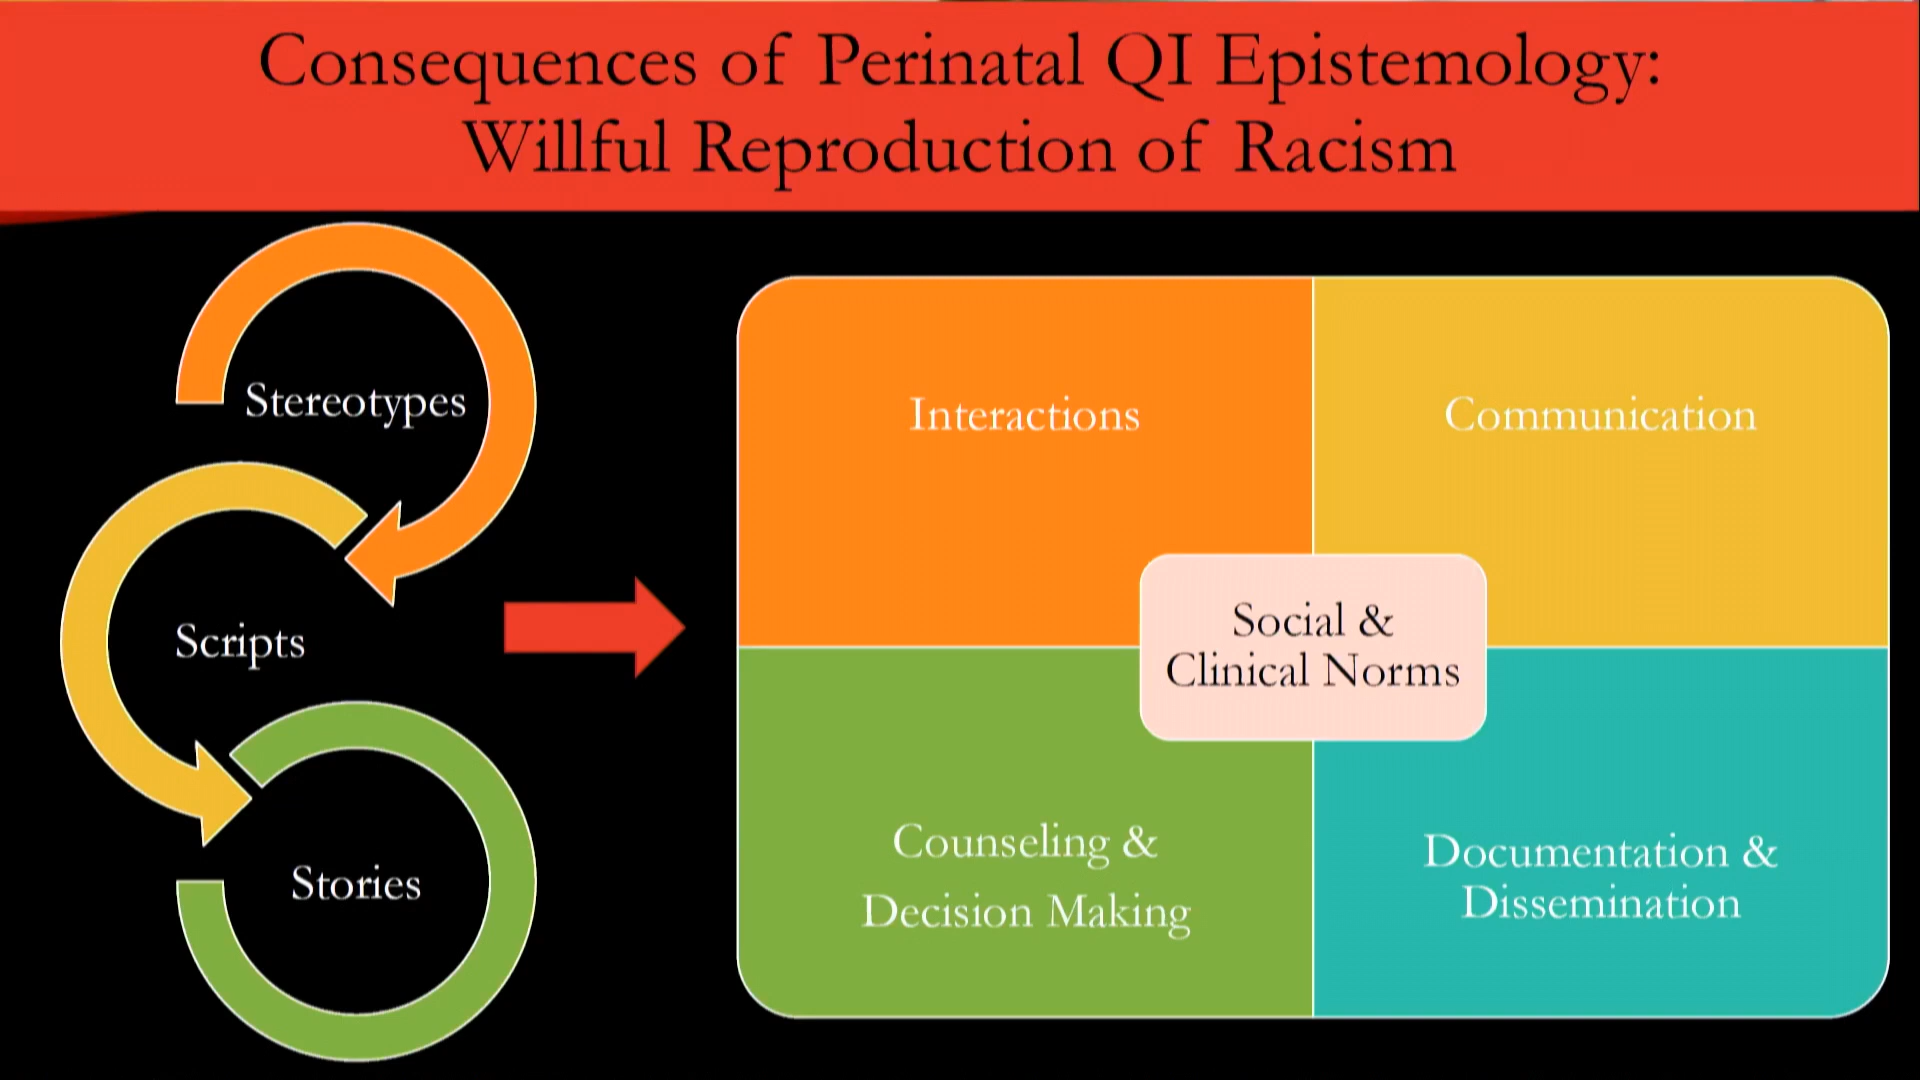 Consequences of Perinatal QI Epistemology:
Willful Reproduction of Racism
Stereotypes
Scripts
Stories
Interactions
Communication
Social &
Clinical Norms
Counseling &
Decision Making
Documentation &
Dissemination